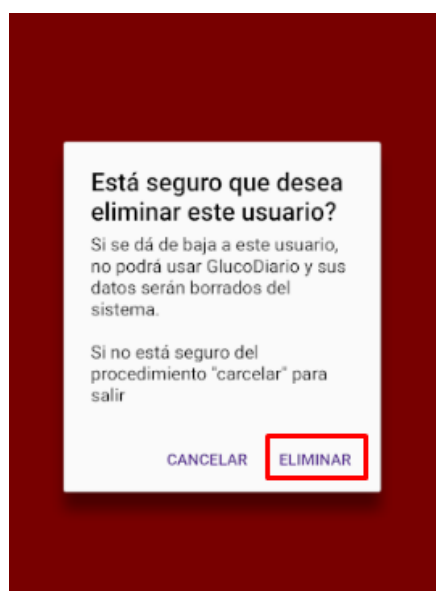 Está seguro que desea
eliminar este usuario?
Si se dá de baja a este usuario,
no podrá usar GlucoDiario y sus
datos serán borrados del
sistema.
Si no está seguro del
procedimiento "carcelar" para
salir
CANCELAR ELIMINAR